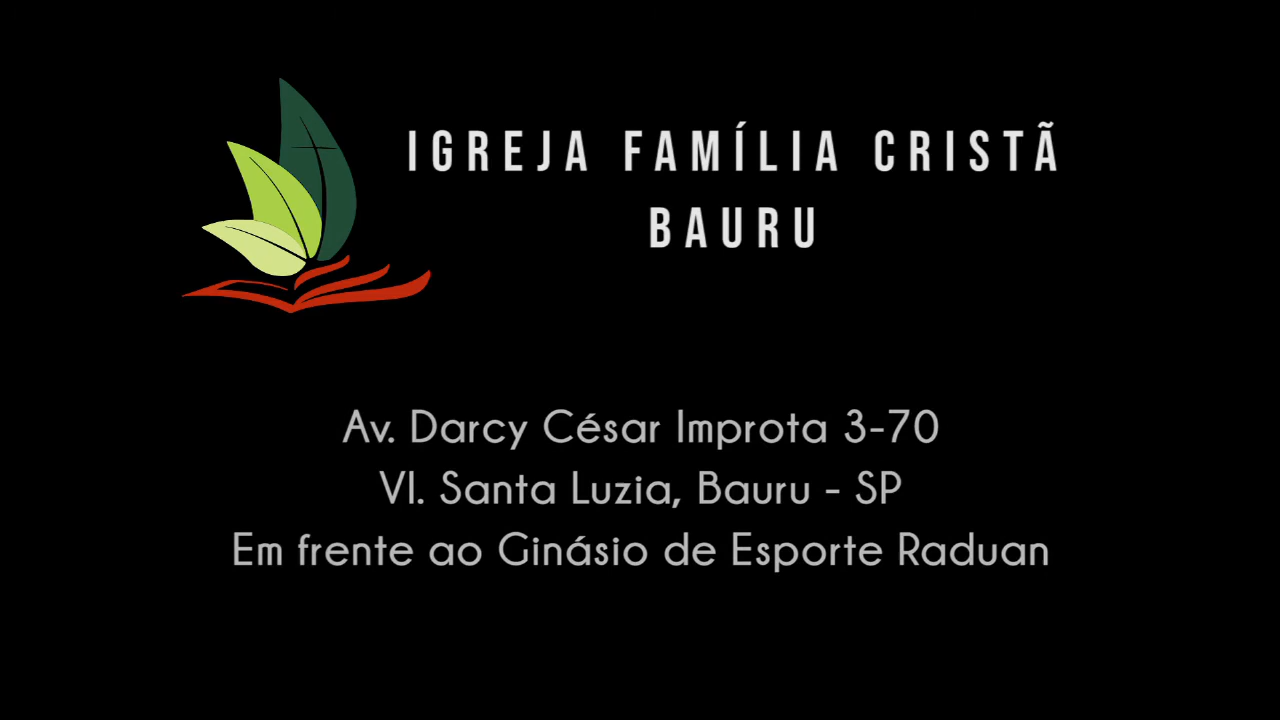 IGREJA FAMÍLIA CRISTÃ
BAURU
Av. Darcy César Improta 3-70
Vl. Santa Luzia, Bauru - SP
Em frente ao Ginásio de Esporte Raduan